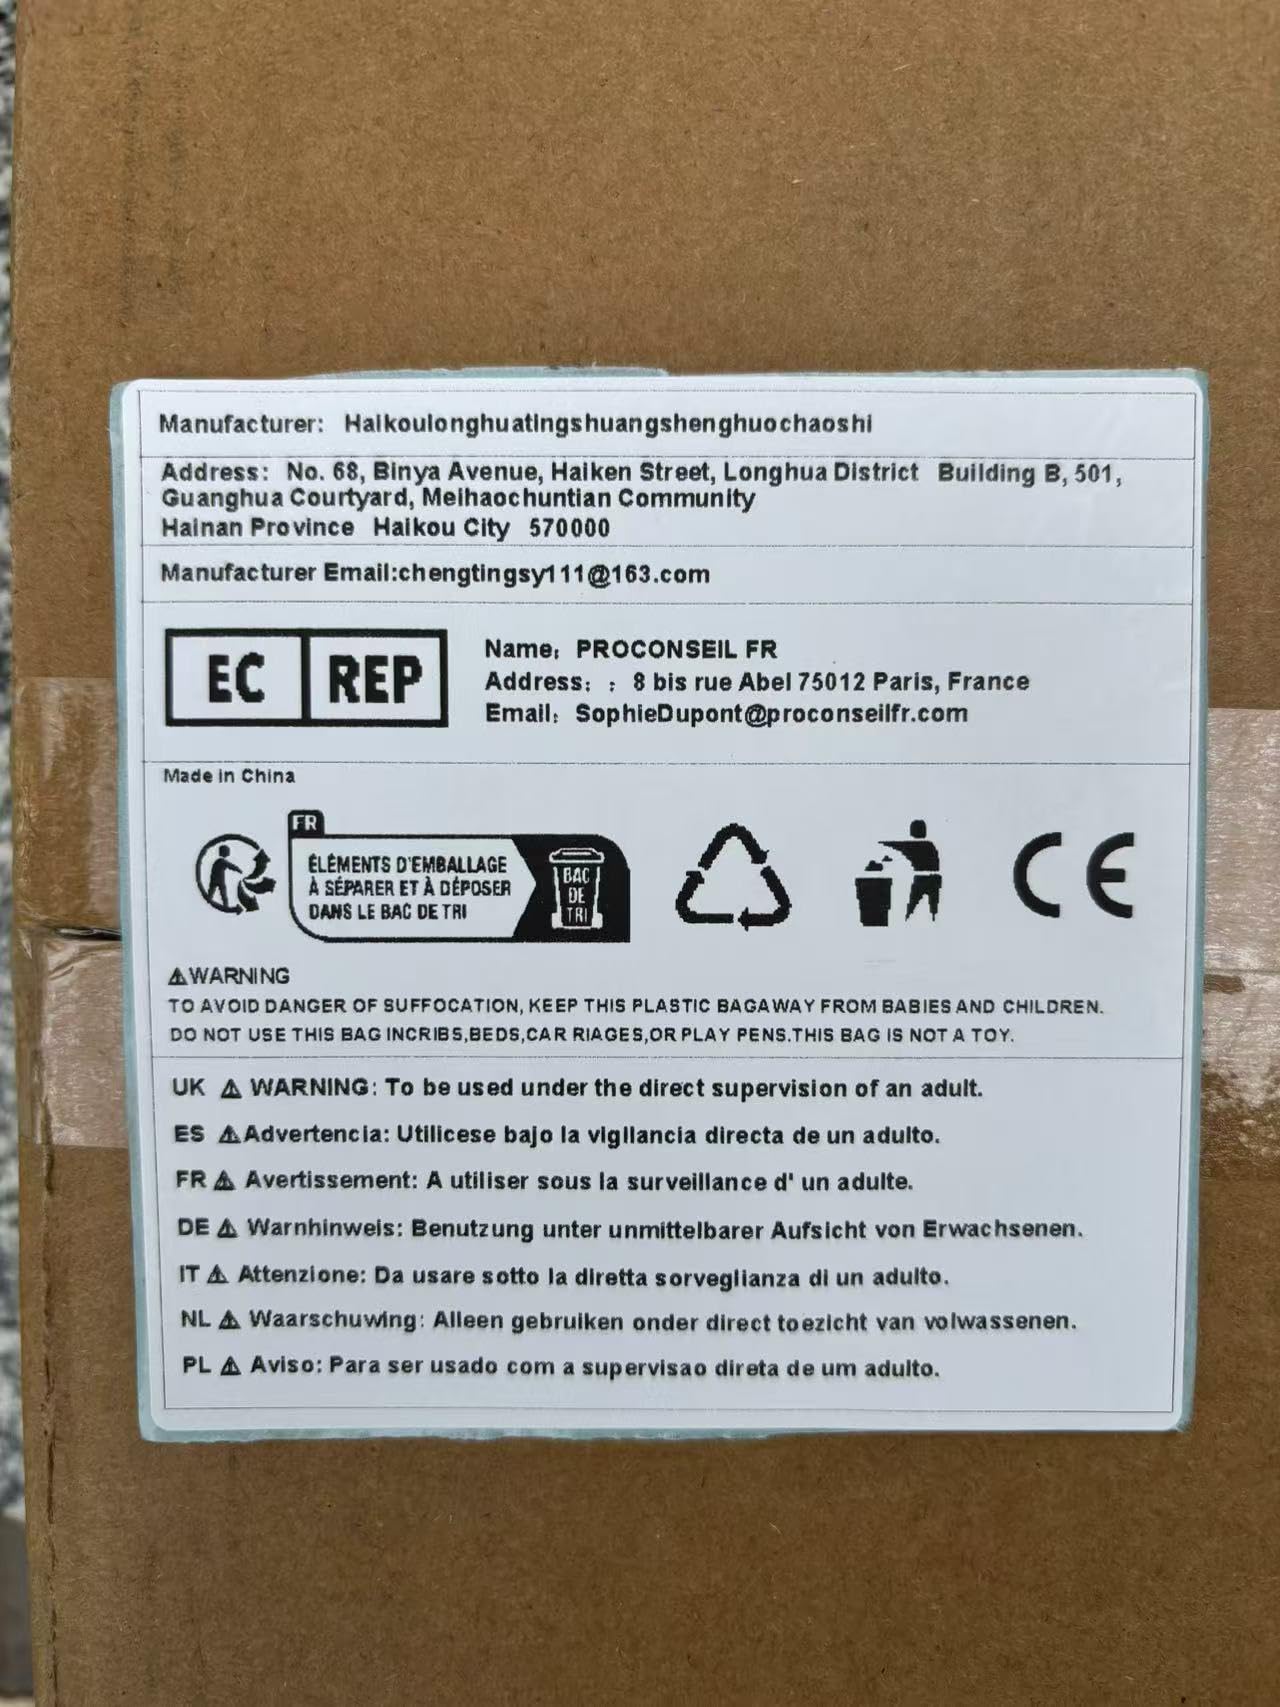 Manufacturer: Haikoulonghuatingshuangshenghuochaoshi
Address: No. 68, Binya Avenue, Haiken Street, Longhua District Building B, 501,
Guanghua Courtyard, Meihaochuntian Community
Hainan Province Haikou City 570000
Manufacturer Email:chengtingsy111@163.com
EC REP
Name: PROCONSEIL FR
Address: : 8 bis rue Abel 75012 Paris, France
Email: SophieDupont@proconseilfr.com
Made in China
FR
ÉLÉMENTS D'EMBALLAGE
À SÉPARER ET À DÉPOSER
DANS LE BAC DE TRI
BAC
DE
TRI
CE
⚠WARNING
TO AVOID DANGER OF SUFFOCATION, KEEP THIS PLASTIC BAGAWAY FROM BABIES AND CHILDREN.
DO NOT USE THIS BAG INCRIBS,BEDS,CAR RIAGES,OR PLAY PENS.THIS BAG IS NOT A TOY.
UK ⚠ WARNING: To be used under the direct supervision of an adult.
ES ⚠Advertencia: Utilicese bajo la vigilancia directa de un adulto.
FR ⚠ Avertissement: A utiliser sous la surveillance d' un adulte.
DE ⚠ Warnhinweis: Benutzung unter unmittelbarer Aufsicht von Erwachsenen.
IT ⚠ Attenzione: Da usare sotto la diretta sorveglianza di un adulto.
NL ⚠ Waarschuwing: Alleen gebruiken onder direct toezicht van volwassenen.
PL ⚠ Aviso: Para ser usado com a supervisao direta de um adulto.